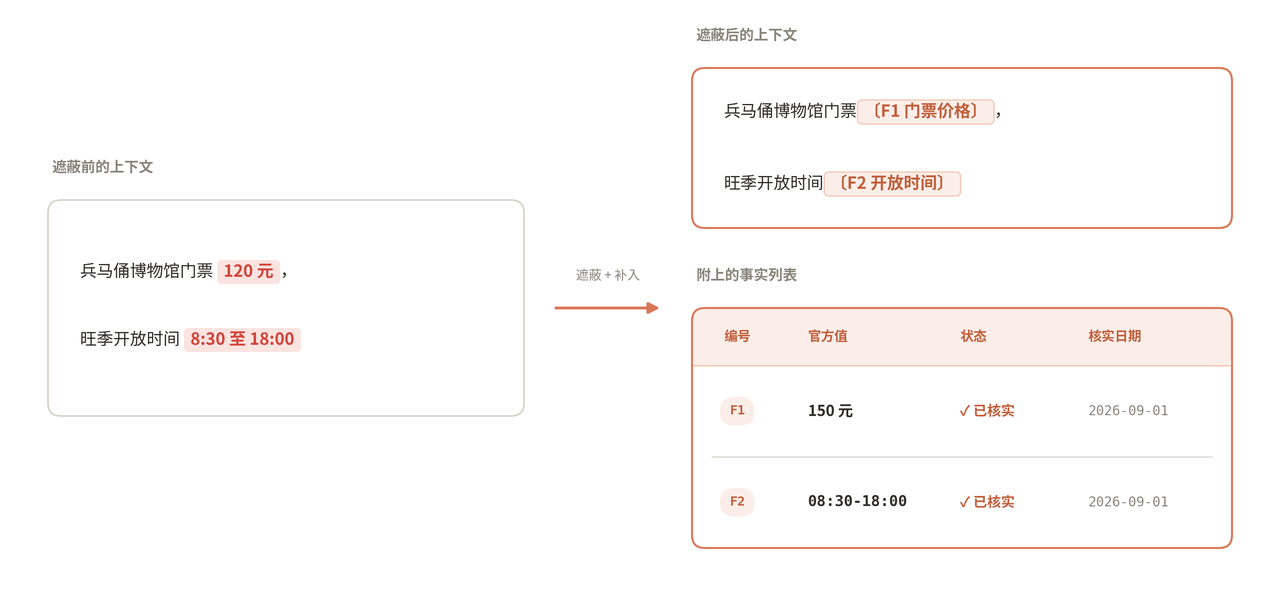 遮蔽前的上下文
兵马俑博物馆门票 120 元，
旺季开放时间 8:30 至 18:00
遮蔽 + 补入
遮蔽后的上下文
兵马俑博物馆门票〔F1 门票价格〕，
旺季开放时间〔F2 开放时间〕
附上的事实列表
编号 官方值 状态 核实日期
F1 150 元 ✓ 已核实 2026-09-01
F2 08:30-18:00 ✓ 已核实 2026-09-01